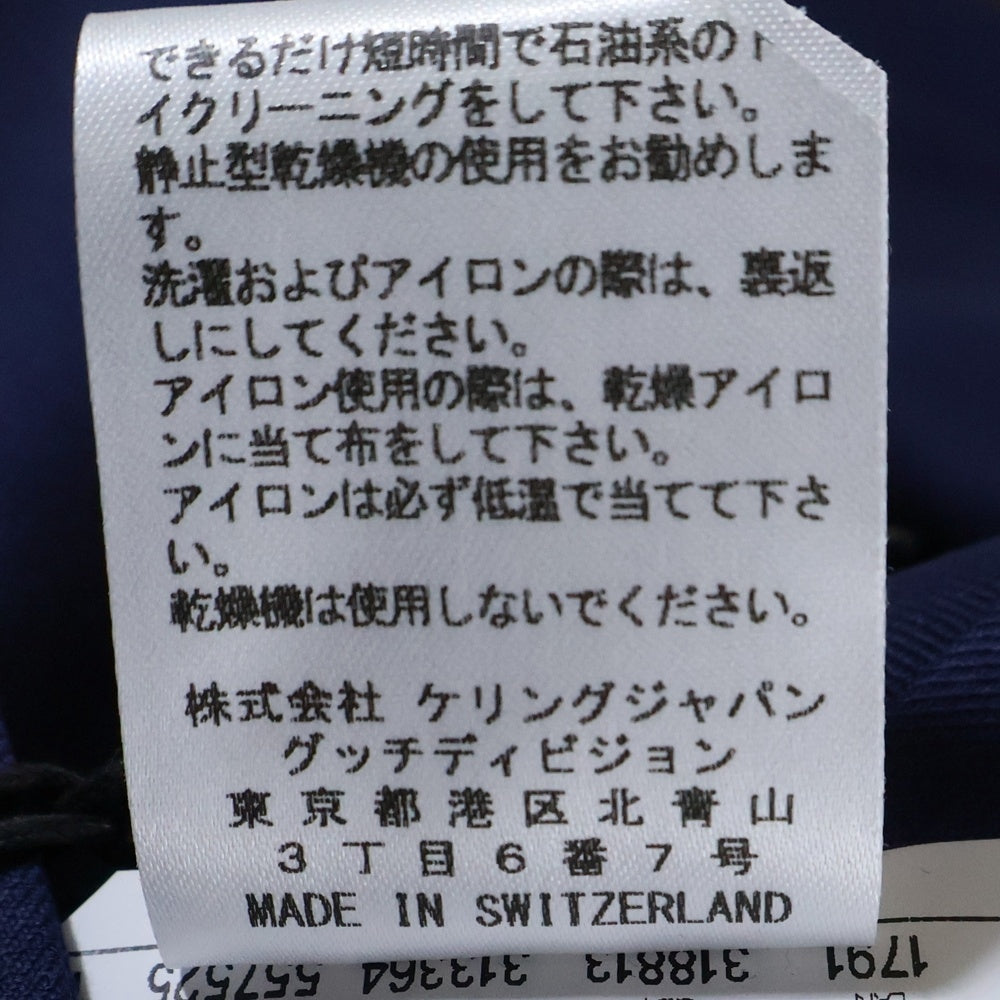 できるだけ短時間で石油系のド
イクリーニングをして下さい。
静止型乾燥機の使用をお勧めしま
す。
洗濯およびアイロンの際は、裏返
しにしてください。
アイロン使用の際は、乾燥アイロ
ンに当て布をして下さい。
アイロンは必ず低温で当てて下さ
い。
乾燥機は使用しないでください。
株式会社 ケリングジャパン
グッチディビジョン
東京都港区北青山
3丁目6番7号
MADE IN SWITZERLAND
1791 318813 313364 557525